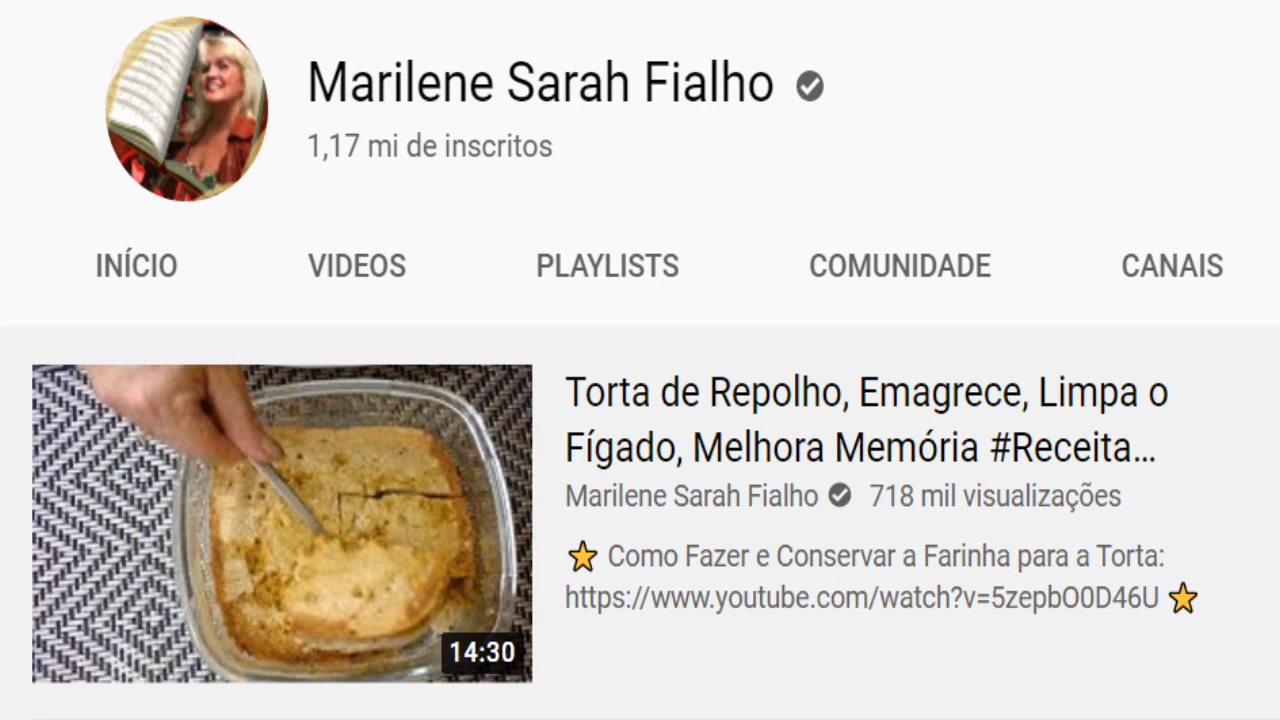 Marilene Sarah Fialho
1,17 mi de inscritos
INÍCIO VIDEOS PLAYLISTS COMUNIDADE CANAIS
14:30
Torta de Repolho, Emagrece, Limpa o
Fígado, Melhora Memória #Receita...
Marilene Sarah Fialho 718 mil visualizações
⭐ Como Fazer e Conservar a Farinha para a Torta:
https://www.youtube.com/watch?v=5zepbO0D46U ⭐